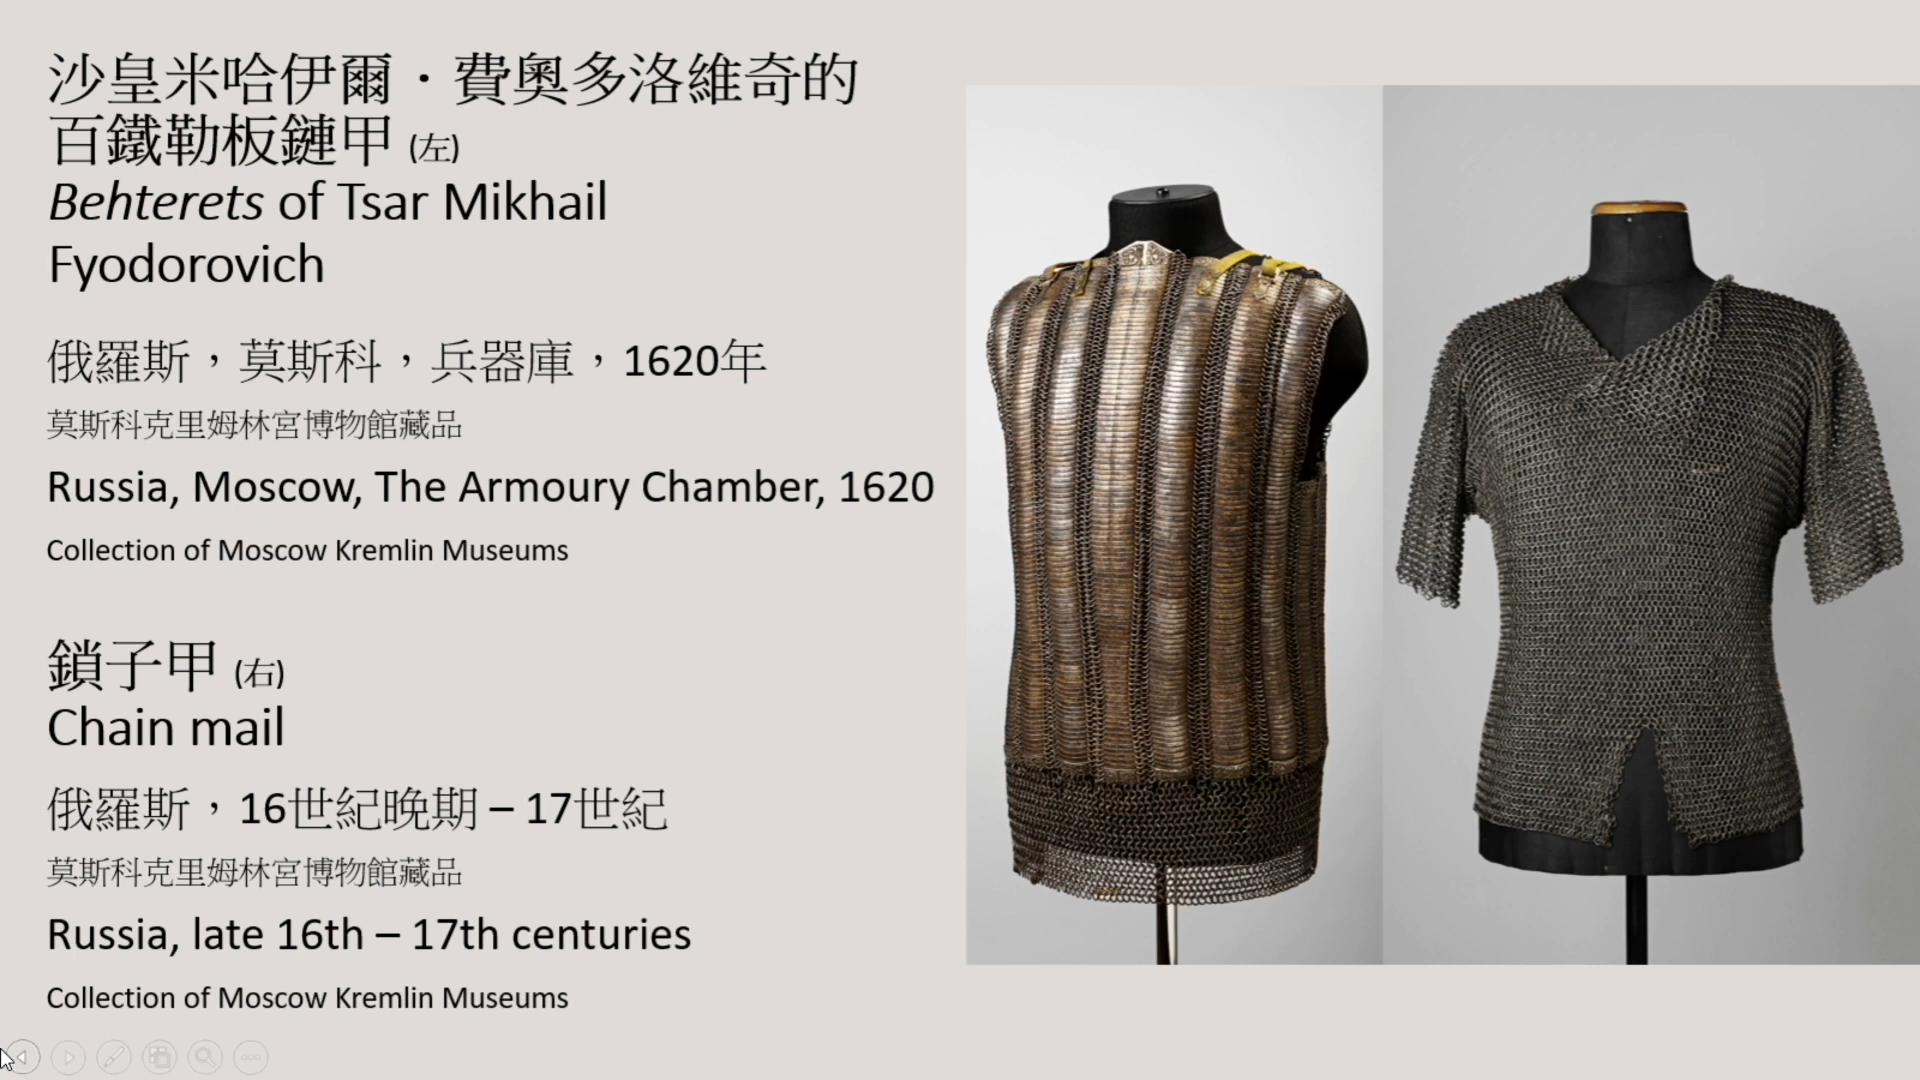 沙皇米哈伊爾・費奧多洛維奇的
百鐵勒板鏈甲 (左)
Behterets of Tsar Mikhail
Fyodorovich
俄羅斯，莫斯科，兵器庫，1620年
莫斯科克里姆林宮博物館藏品
Russia, Moscow, The Armoury Chamber, 1620
Collection of Moscow Kremlin Museums
鎖子甲 (右)
Chain mail
俄羅斯，16世紀晚期 – 17世紀
莫斯科克里姆林宮博物館藏品
Russia, late 16th – 17th centuries
Collection of Moscow Kremlin Museums